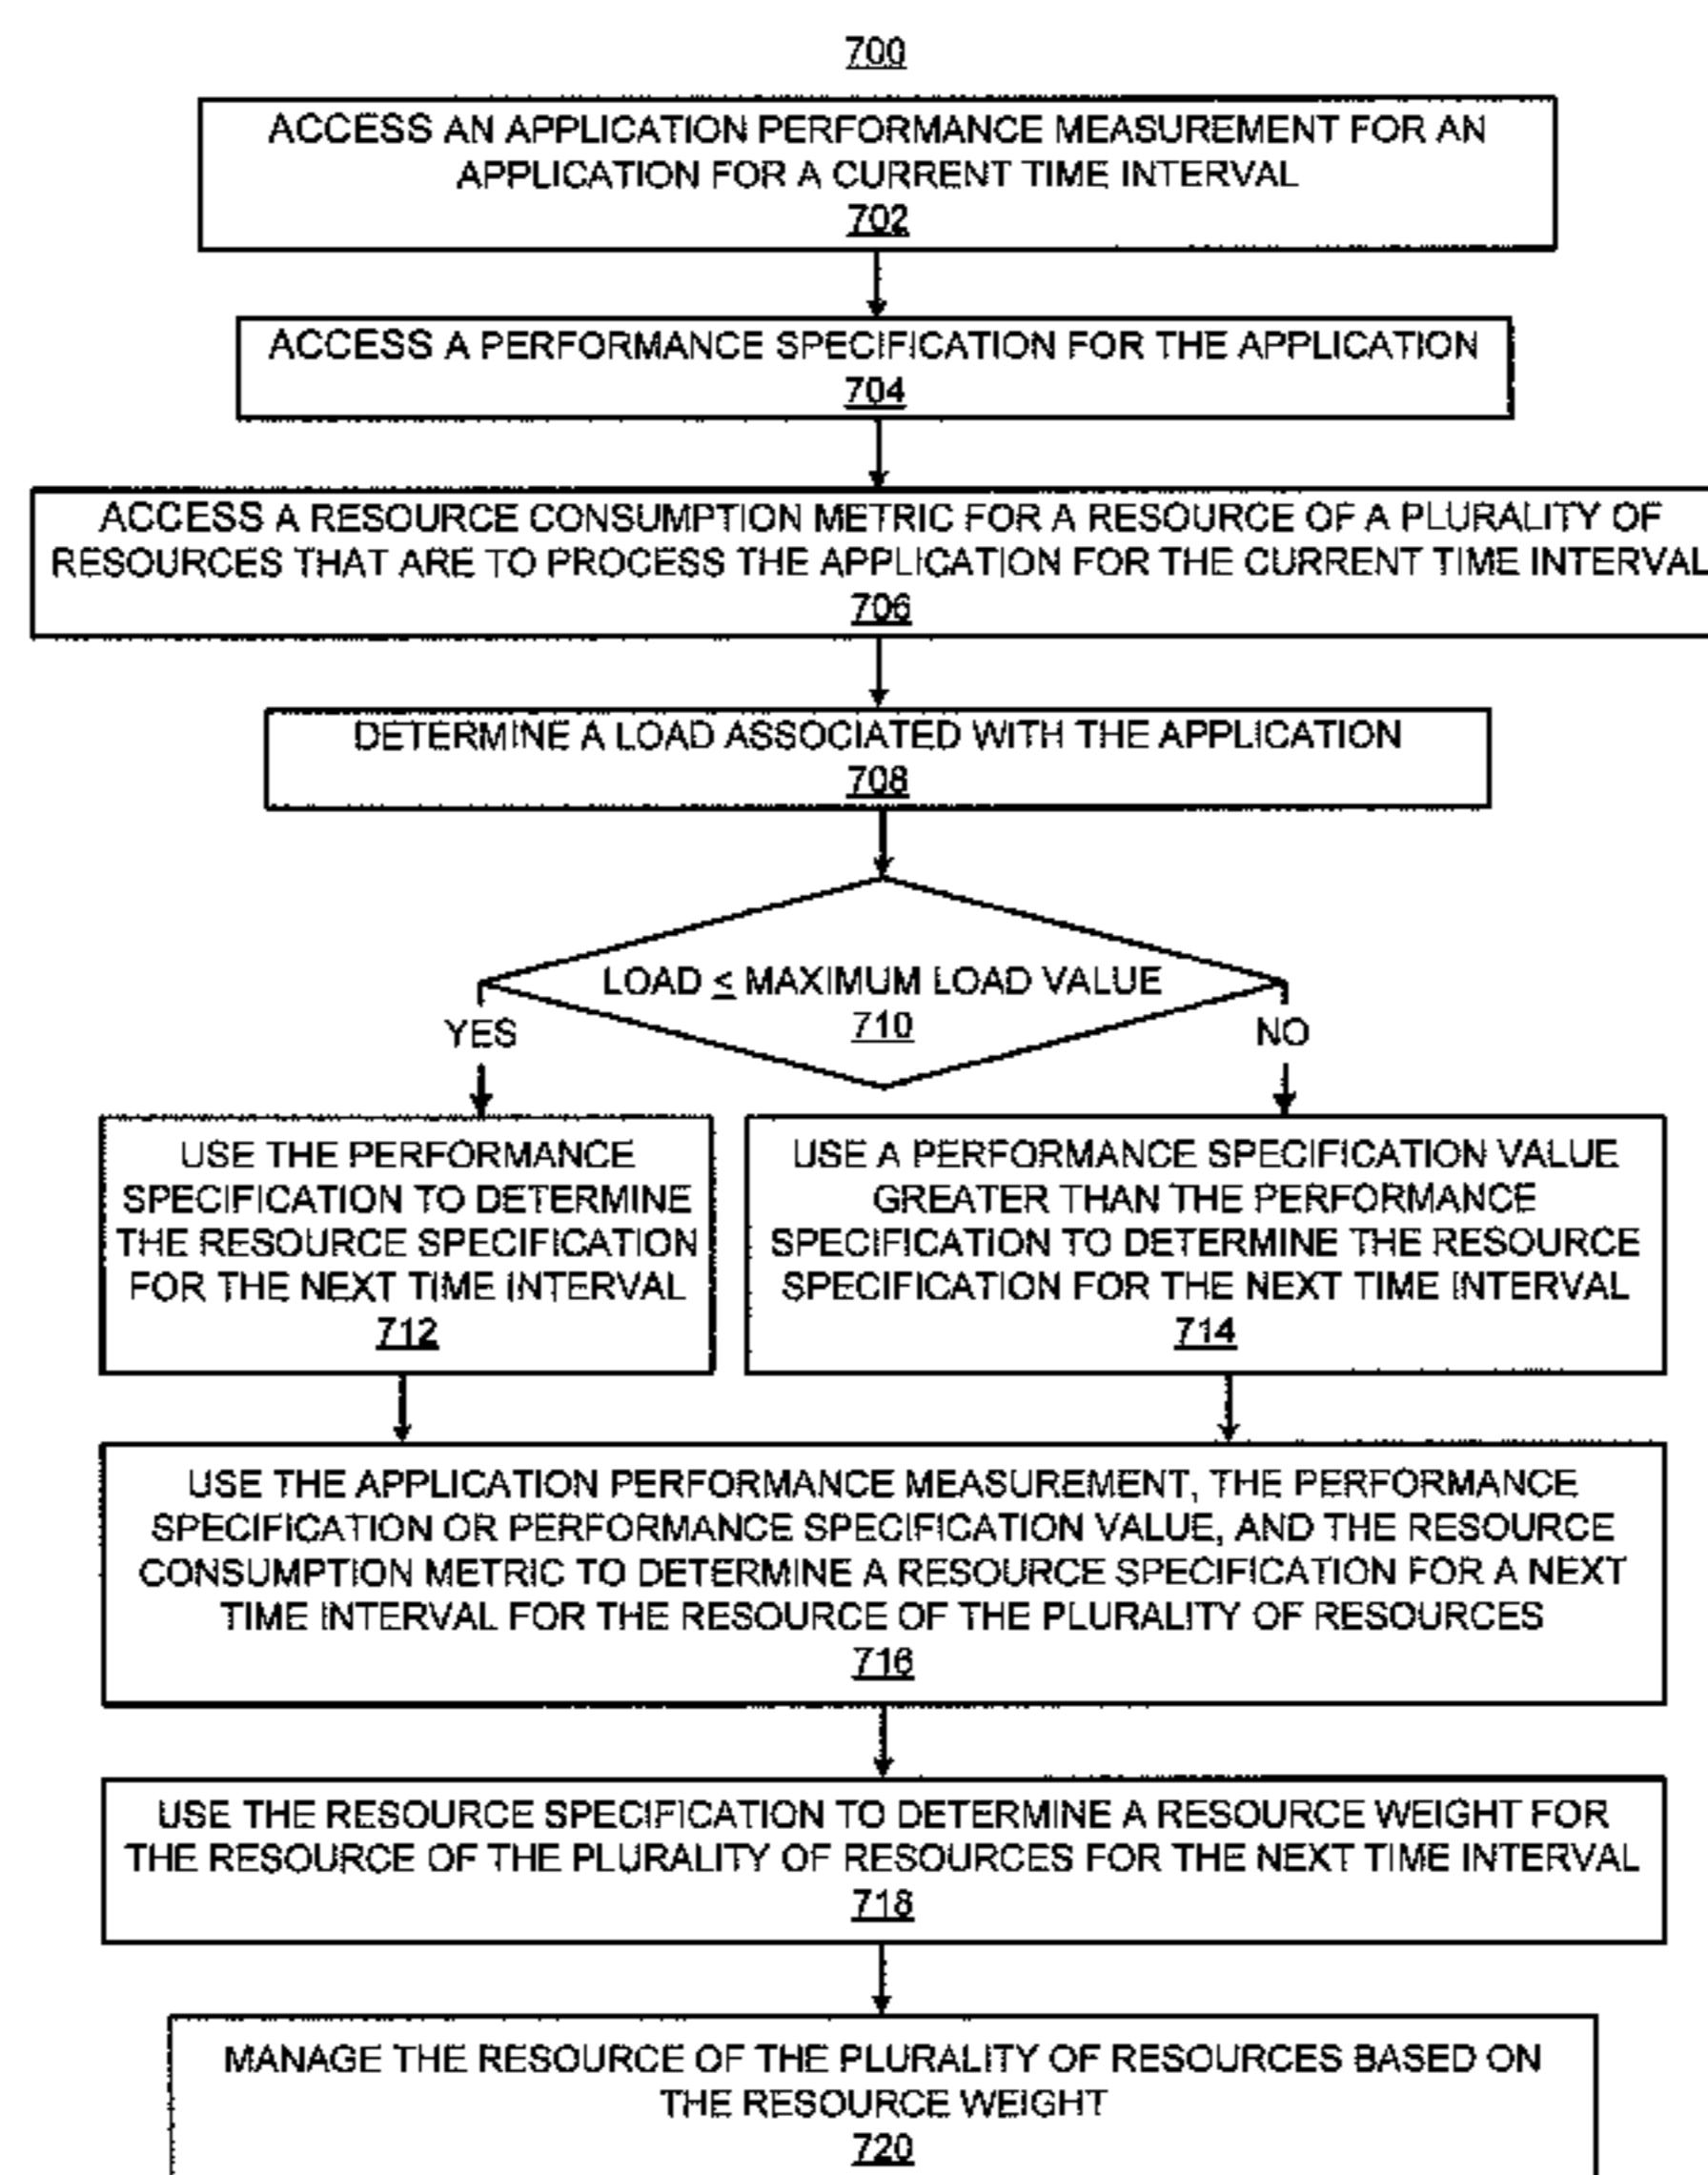 700
ACCESS AN APPLICATION PERFORMANCE MEASUREMENT FOR AN
APPLICATION FOR A CURRENT TIME INTERVAL
702
ACCESS A PERFORMANCE SPECIFICATION FOR THE APPLICATION
704
ACCESS A RESOURCE CONSUMPTION METRIC FOR A RESOURCE OF A PLURALITY OF
RESOURCES THAT ARE TO PROCESS THE APPLICATION FOR THE CURRENT TIME INTERVAL
706
DETERMINE A LOAD ASSOCIATED WITH THE APPLICATION
708
LOAD ≤ MAXIMUM LOAD VALUE
710
YES
NO
USE THE PERFORMANCE
SPECIFICATION TO DETERMINE
THE RESOURCE SPECIFICATION
FOR THE NEXT TIME INTERVAL
712
USE A PERFORMANCE SPECIFICATION VALUE
GREATER THAN THE PERFORMANCE
SPECIFICATION TO DETERMINE THE RESOURCE
SPECIFICATION FOR THE NEXT TIME INTERVAL
714
USE THE APPLICATION PERFORMANCE MEASUREMENT, THE PERFORMANCE
SPECIFICATION OR PERFORMANCE SPECIFICATION VALUE, AND THE RESOURCE
CONSUMPTION METRIC TO DETERMINE A RESOURCE SPECIFICATION FOR A NEXT
TIME INTERVAL FOR THE RESOURCE OF THE PLURALITY OF RESOURCES
716
USE THE RESOURCE SPECIFICATION TO DETERMINE A RESOURCE WEIGHT FOR
THE RESOURCE OF THE PLURALITY OF RESOURCES FOR THE NEXT TIME INTERVAL
718
MANAGE THE RESOURCE OF THE PLURALITY OF RESOURCES BASED ON
THE RESOURCE WEIGHT
720